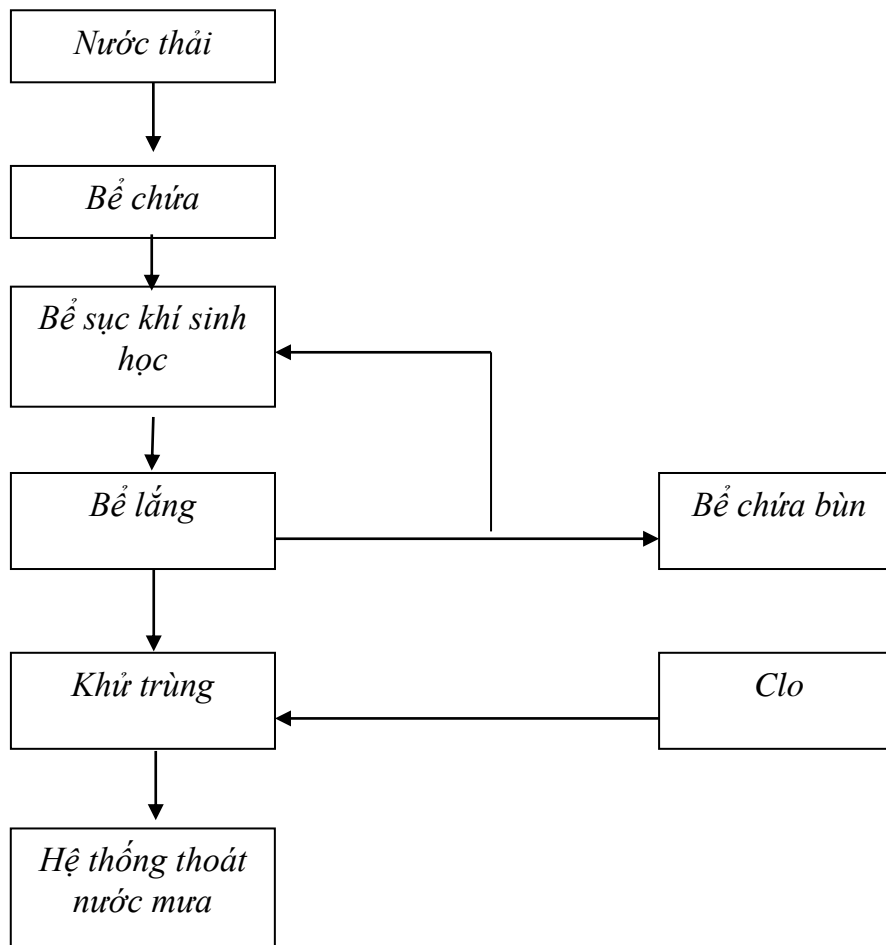 Nước thải
Bể chứa
Bể sục khí sinh
học
Bể lắng
Bể chứa bùn
Khử trùng
Clo
Hệ thống thoát
nước mưa